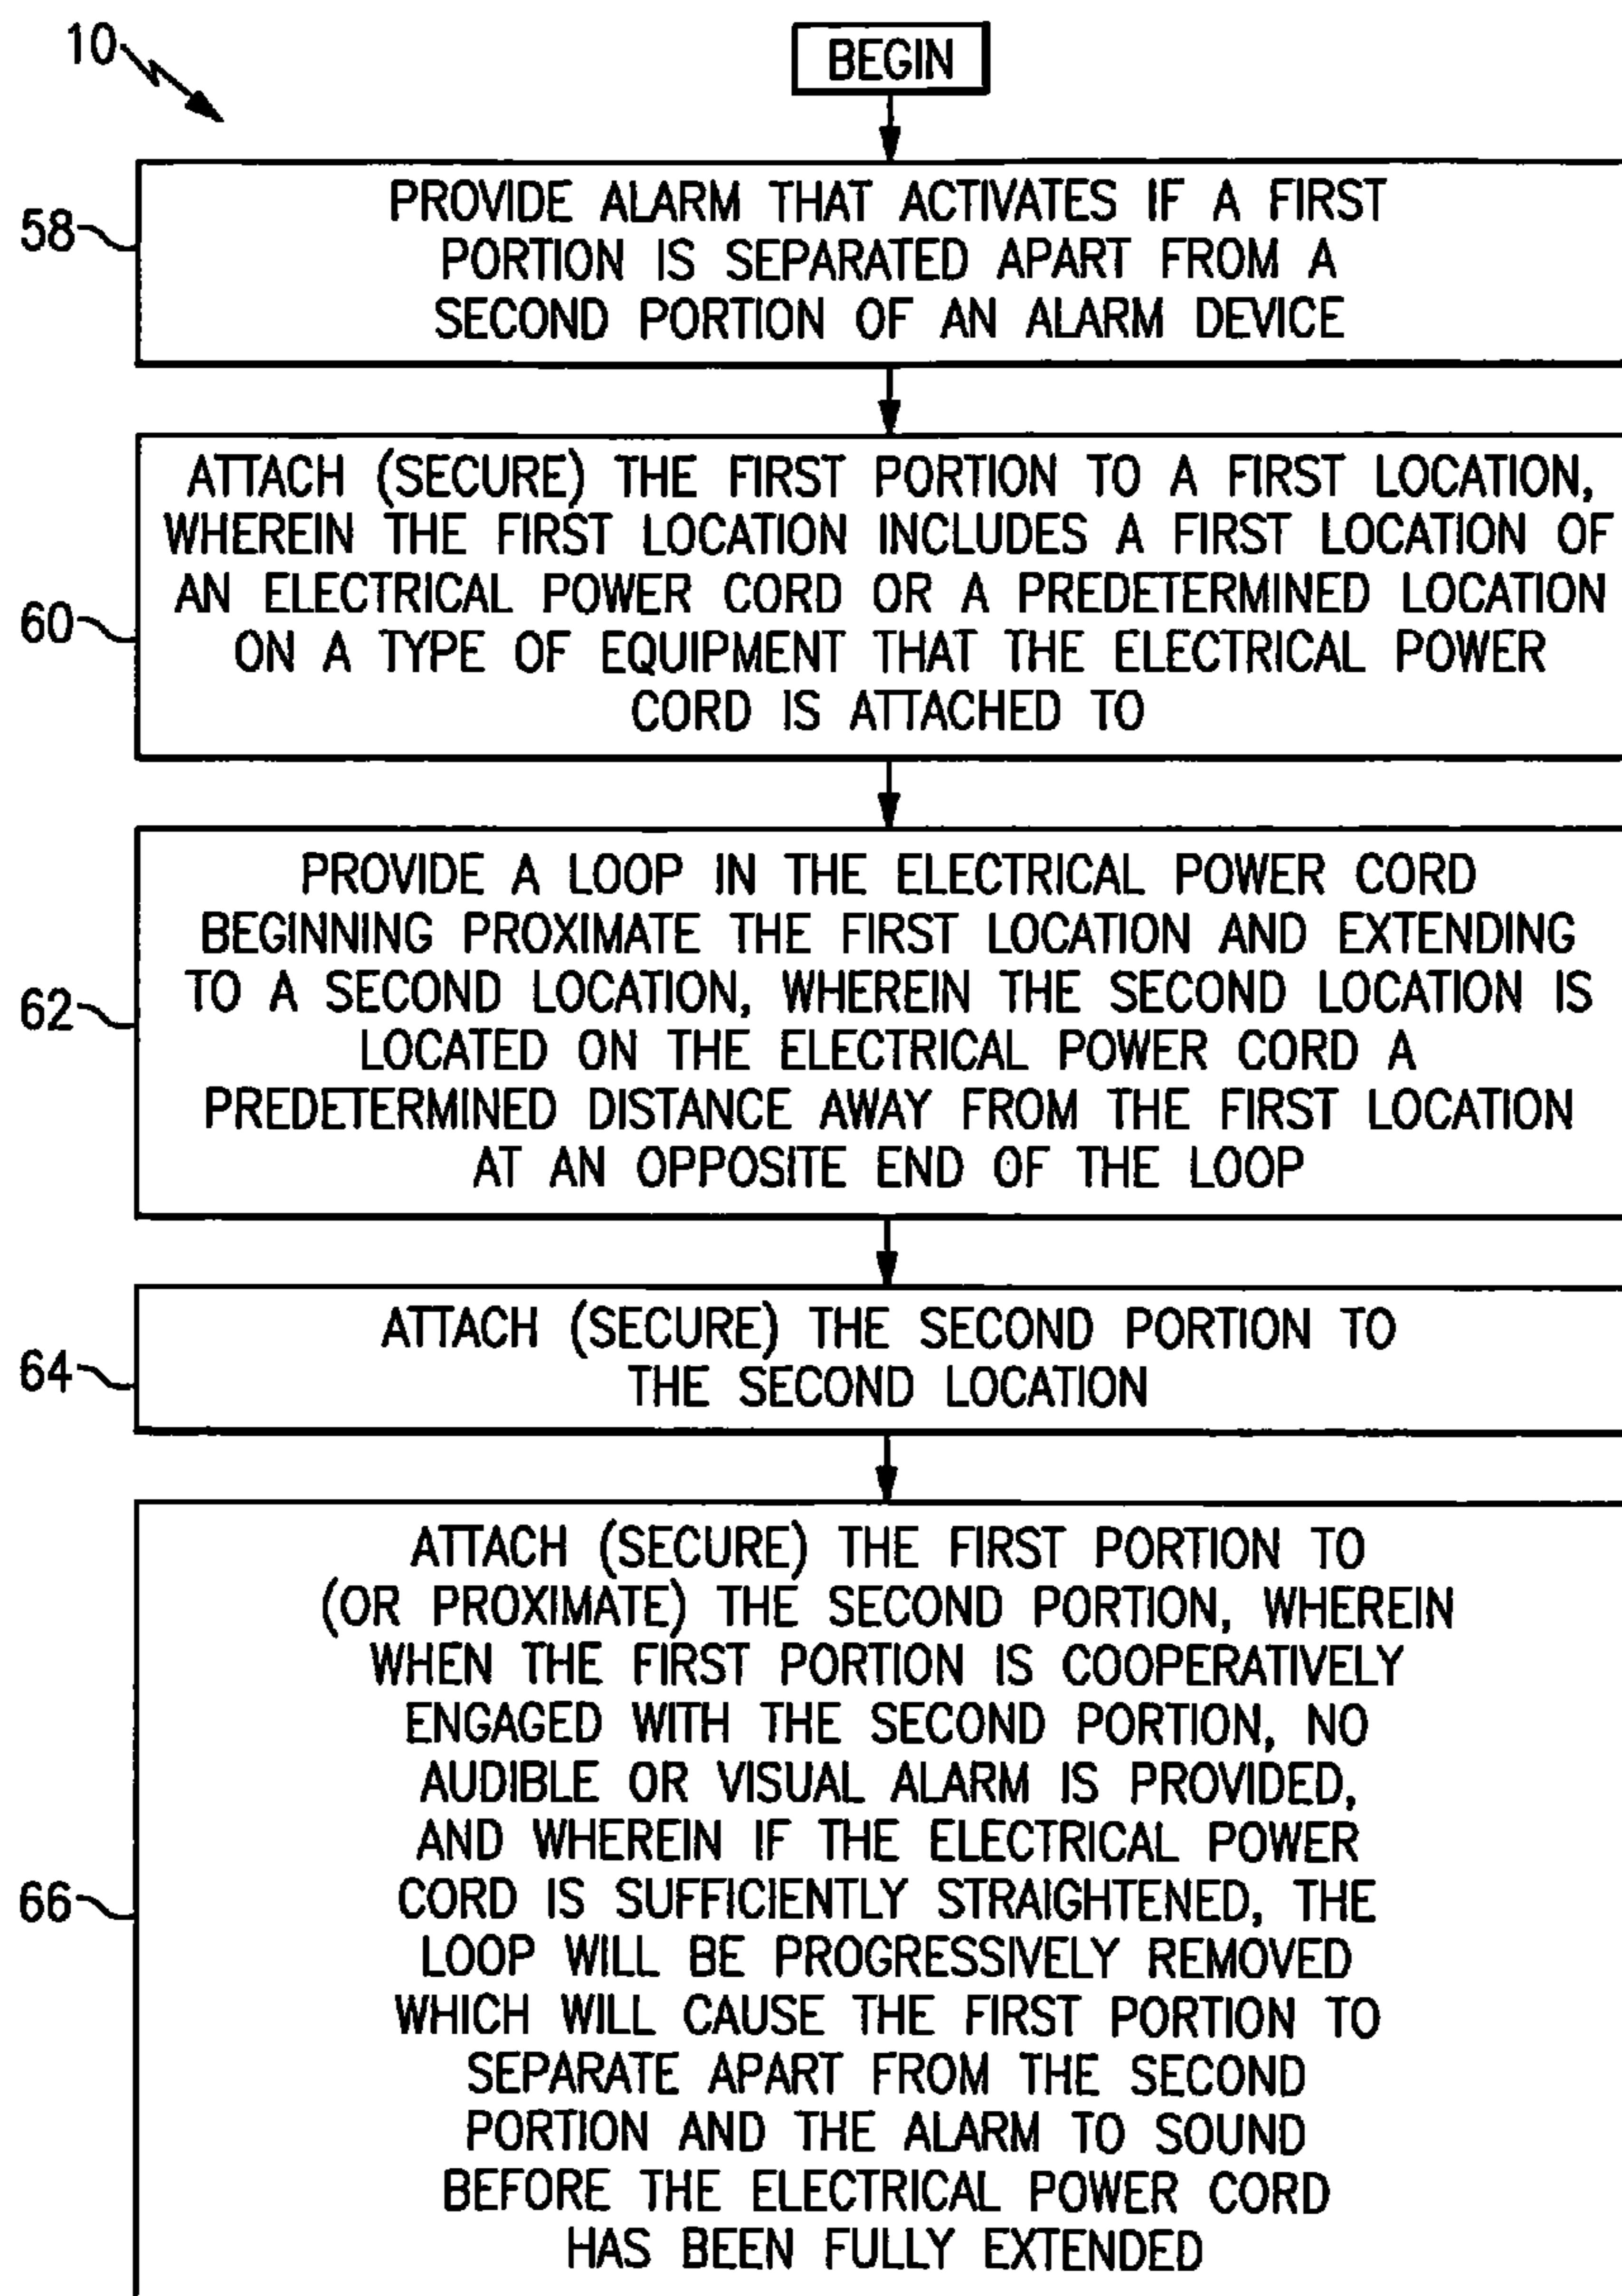 10
BEGIN
58
PROVIDE ALARM THAT ACTIVATES IF A FIRST
PORTION IS SEPARATED APART FROM A
SECOND PORTION OF AN ALARM DEVICE
60
ATTACH (SECURE) THE FIRST PORTION TO A FIRST LOCATION,
WHEREIN THE FIRST LOCATION INCLUDES A FIRST LOCATION OF
AN ELECTRICAL POWER CORD OR A PREDETERMINED LOCATION
ON A TYPE OF EQUIPMENT THAT THE ELECTRICAL POWER
CORD IS ATTACHED TO
62
PROVIDE A LOOP IN THE ELECTRICAL POWER CORD
BEGINNING PROXIMATE THE FIRST LOCATION AND EXTENDING
TO A SECOND LOCATION, WHEREIN THE SECOND LOCATION IS
LOCATED ON THE ELECTRICAL POWER CORD A
PREDETERMINED DISTANCE AWAY FROM THE FIRST LOCATION
AT AN OPPOSITE END OF THE LOOP
64
ATTACH (SECURE) THE SECOND PORTION TO
THE SECOND LOCATION
66
ATTACH (SECURE) THE FIRST PORTION TO
(OR PROXIMATE) THE SECOND PORTION, WHEREIN
WHEN THE FIRST PORTION IS COOPERATIVELY
ENGAGED WITH THE SECOND PORTION, NO
AUDIBLE OR VISUAL ALARM IS PROVIDED,
AND WHEREIN IF THE ELECTRICAL POWER
CORD IS SUFFICIENTLY STRAIGHTENED, THE
LOOP WILL BE PROGRESSIVELY REMOVED
WHICH WILL CAUSE THE FIRST PORTION TO
SEPARATE APART FROM THE SECOND
PORTION AND THE ALARM TO SOUND
BEFORE THE ELECTRICAL POWER CORD
HAS BEEN FULLY EXTENDED